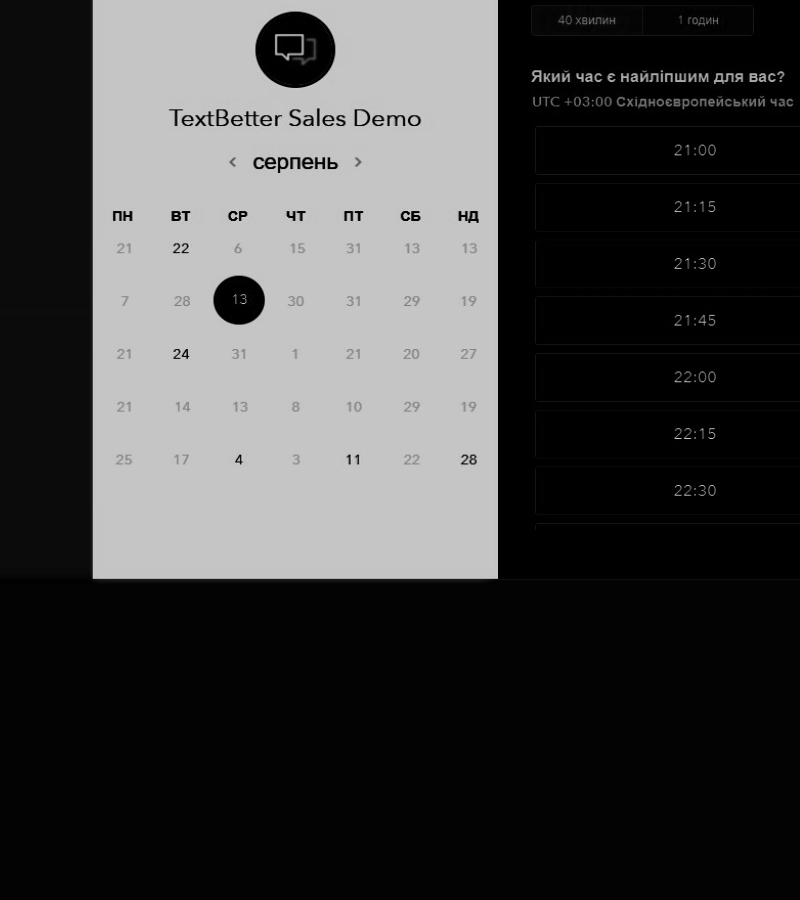 TextBetter Sales Demo
‹ серпень ›
ПН ВТ СР ЧТ ПТ СБ НД
21 22 6 15 31 13 13
7 28 13 30 31 29 19
21 24 31 1 21 20 27
21 14 13 8 10 29 19
25 17 4 3 11 22 28
40 хвилин 1 годин
Який час є найліпшим для вас?
UTC +03:00 Східноєвропейський час
21:00
21:15
21:30
21:45
22:00
22:15
22:30